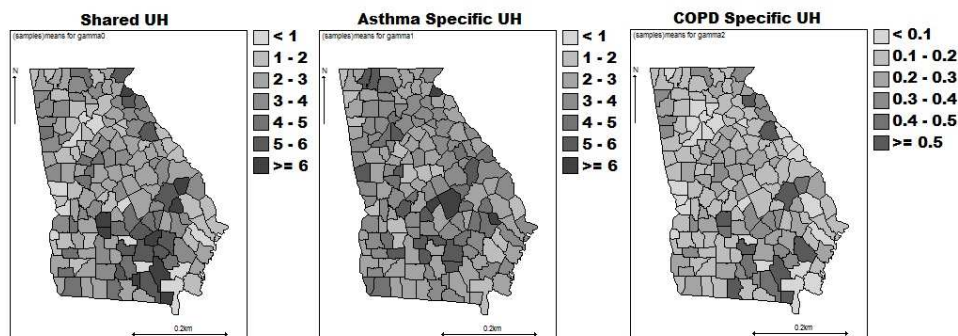 Shared UH
(samples)means for gamma0
N
0.2km
< 1
1 - 2
2 - 3
3 - 4
4 - 5
5 - 6
>= 6
Asthma Specific UH
(samples)means for gamma1
N
0.2km
< 1
1 - 2
2 - 3
3 - 4
4 - 5
5 - 6
>= 6
COPD Specific UH
(samples)means for gamma2
N
0.2km
< 0.1
0.1 - 0.2
0.2 - 0.3
0.3 - 0.4
0.4 - 0.5
>= 0.5